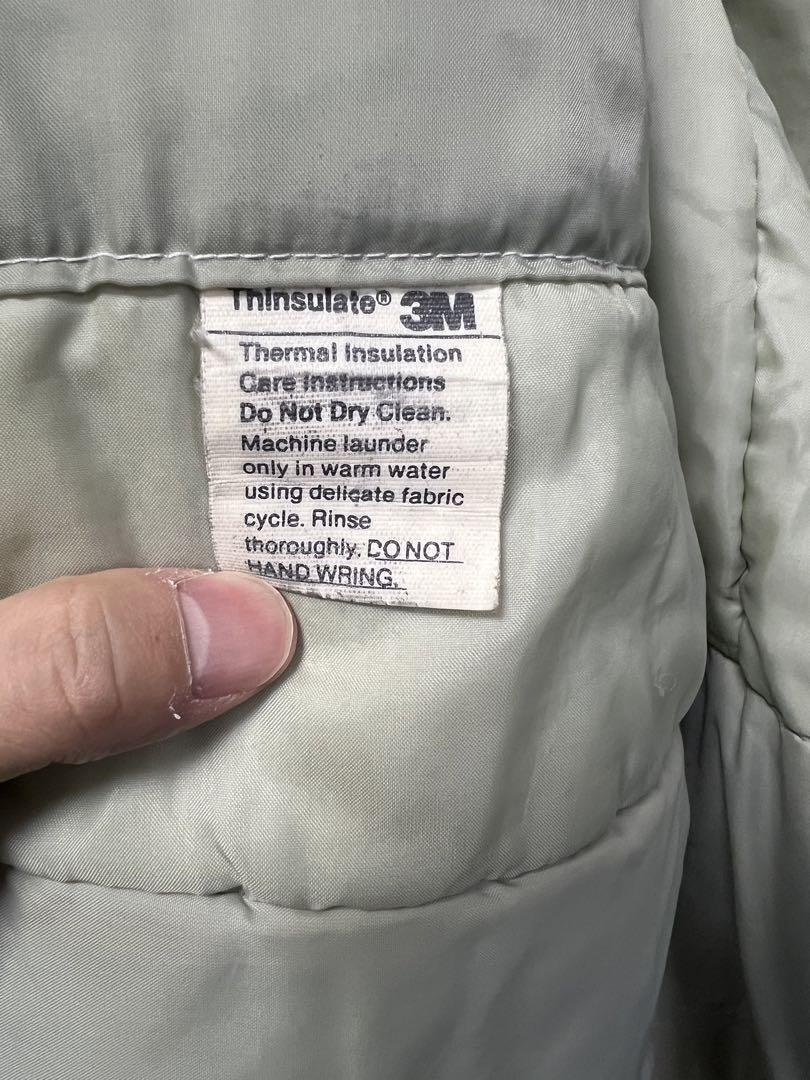 Thinsulate® 3M
Thermal Insulation
Care Instructions
Do Not Dry Clean.
Machine launder
only in warm water
using delicate fabric
cycle. Rinse
thoroughly. DO NOT
HAND WRING.